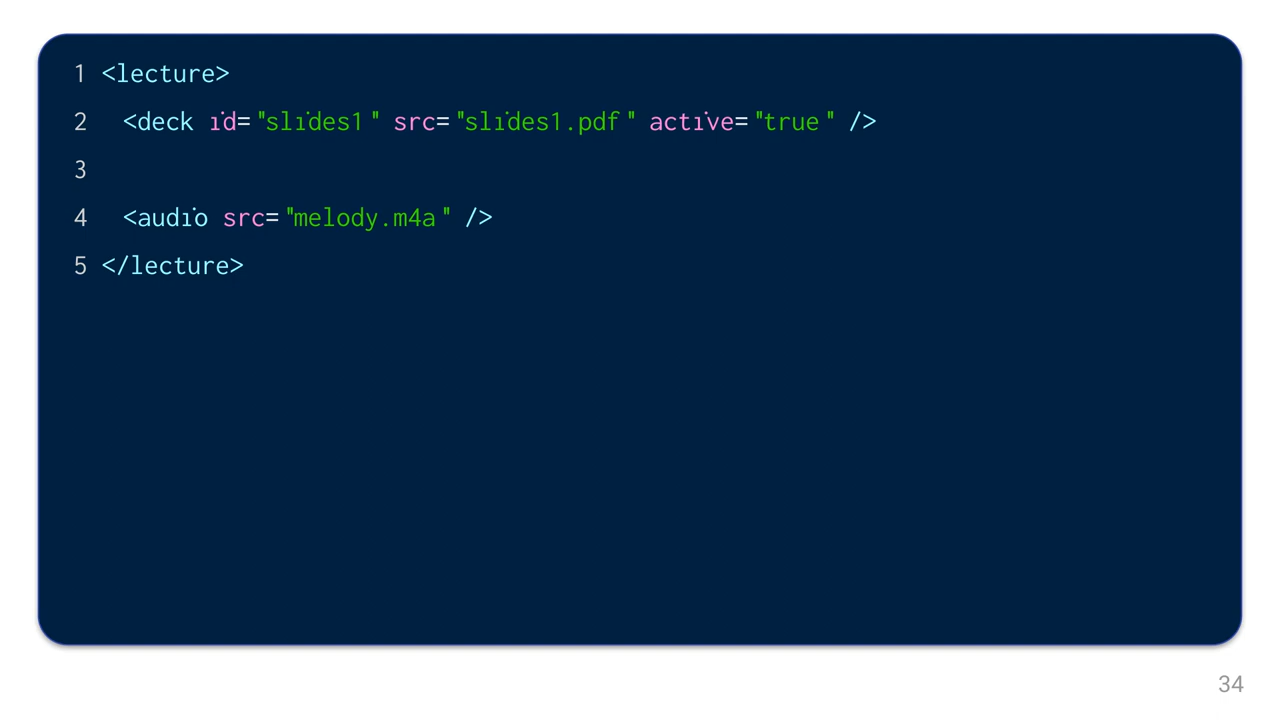 1 <lecture>
2 <deck id="slides1" src="slides1.pdf" active="true" />
3
4 <audio src="melody.m4a" />
5 </lecture>
34